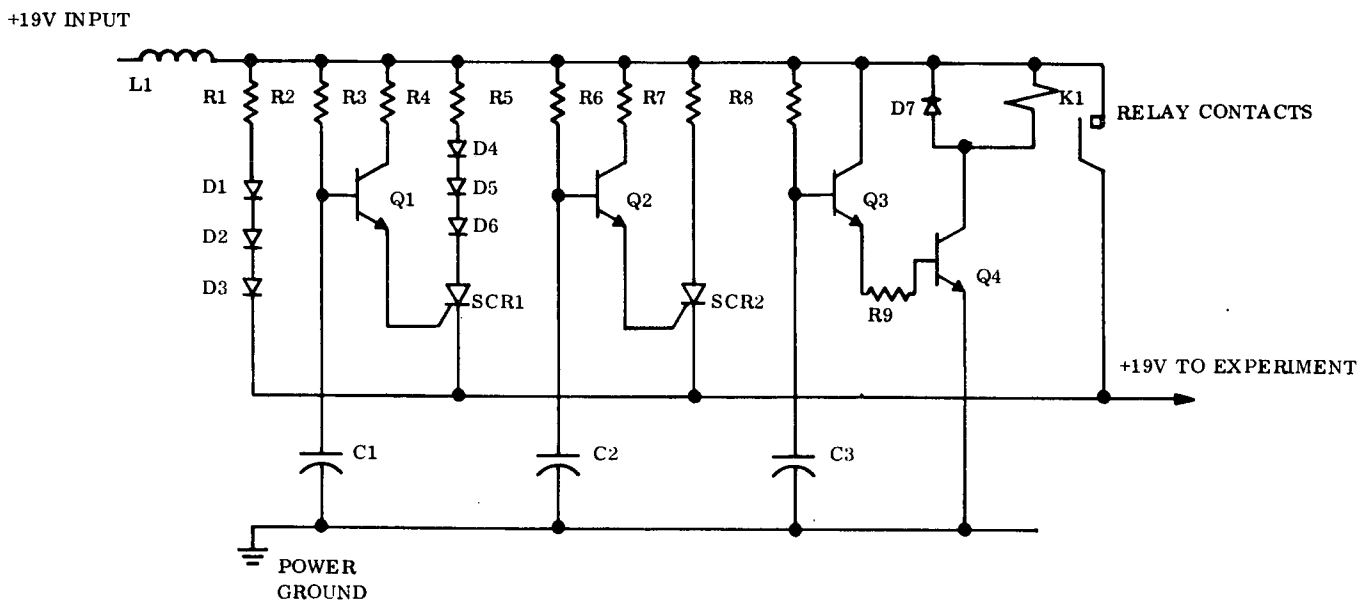 +19V INPUT
L1
R1
R2
R3
R4
R5
R6
R7
R8
D7
K1
RELAY CONTACTS
D4
D5
D6
D1
D2
D3
Q1
Q2
Q3
Q4
SCR1
SCR2
R9
+19V TO EXPERIMENT
C1
C2
C3
POWER
GROUND